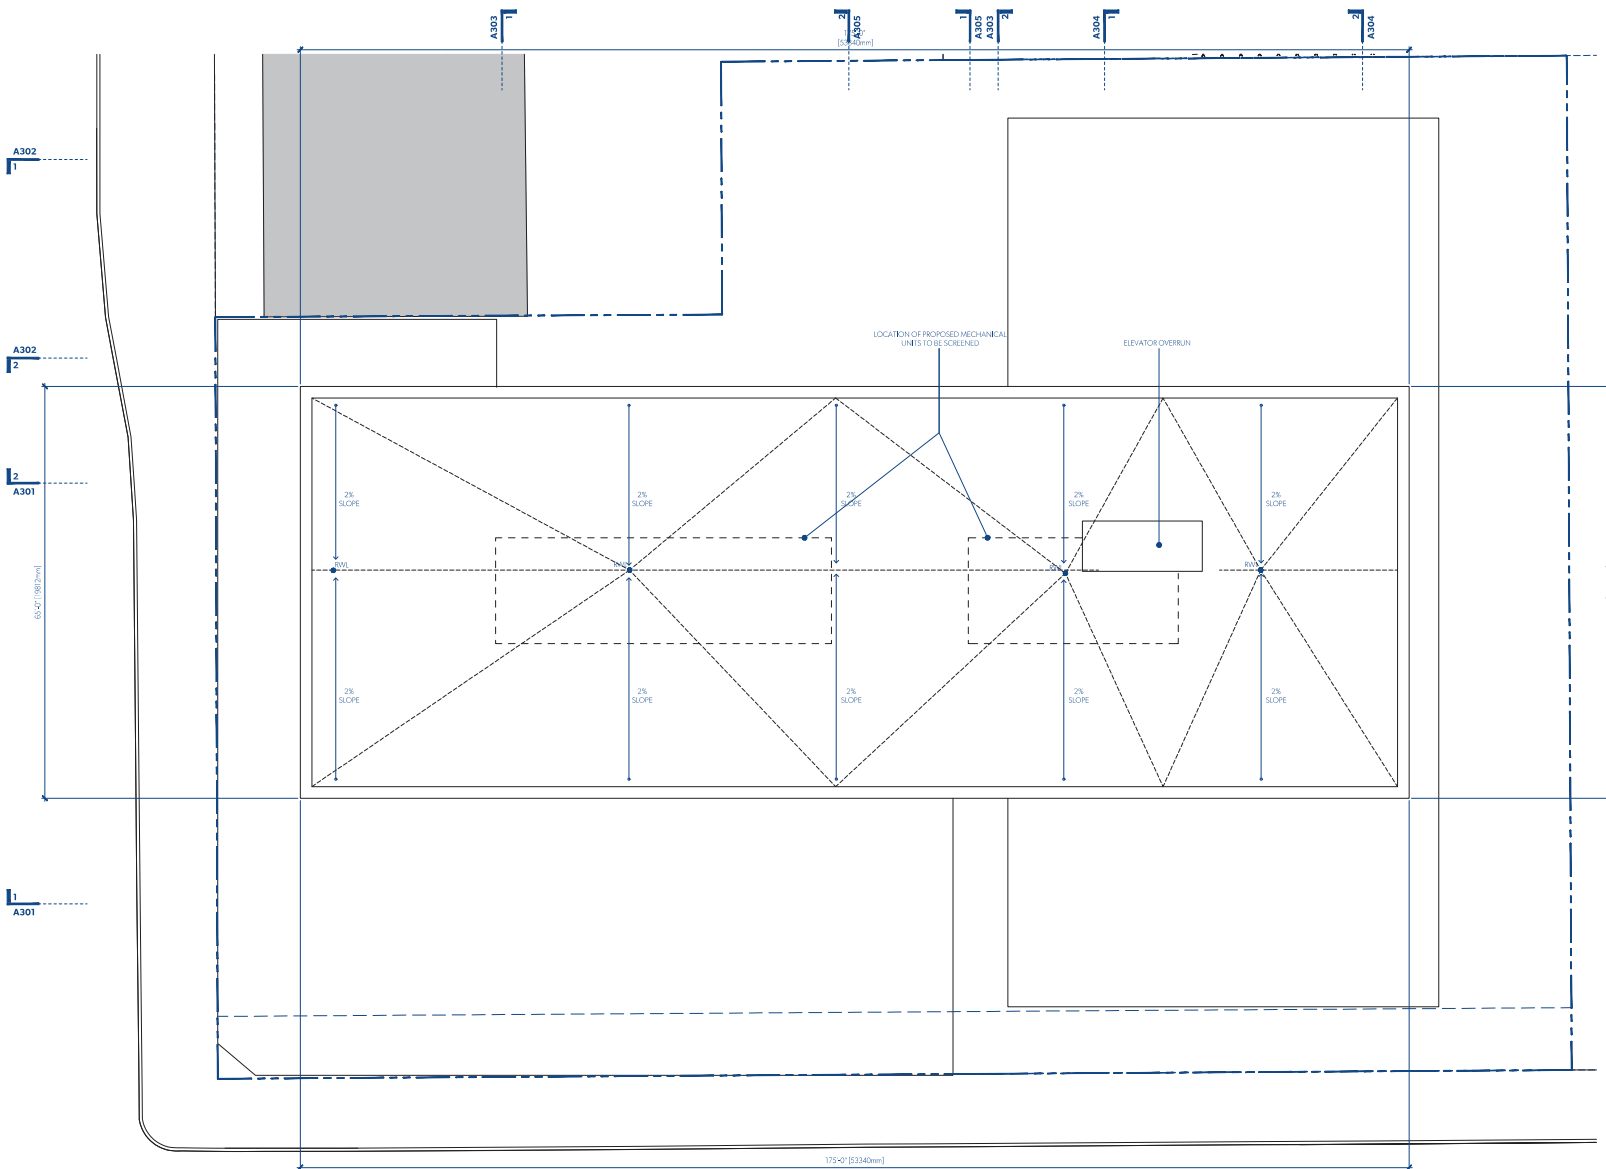 A303
1
2
A305
1
A305
A303
2
A304
1
2
A304
175'-0"
[53340mm]
A302
1
A302
2
2
A301
1
A301
LOCATION OF PROPOSED MECHANICAL
UNITS TO BE SCREENED
ELEVATOR OVERRUN
2%
SLOPE
2%
SLOPE
2%
SLOPE
2%
SLOPE
2%
SLOPE
RWL
RWL
RWL
RWL
65'-0" [19812mm]
2%
SLOPE
2%
SLOPE
2%
SLOPE
2%
SLOPE
2%
SLOPE
175'-0" [53340mm]